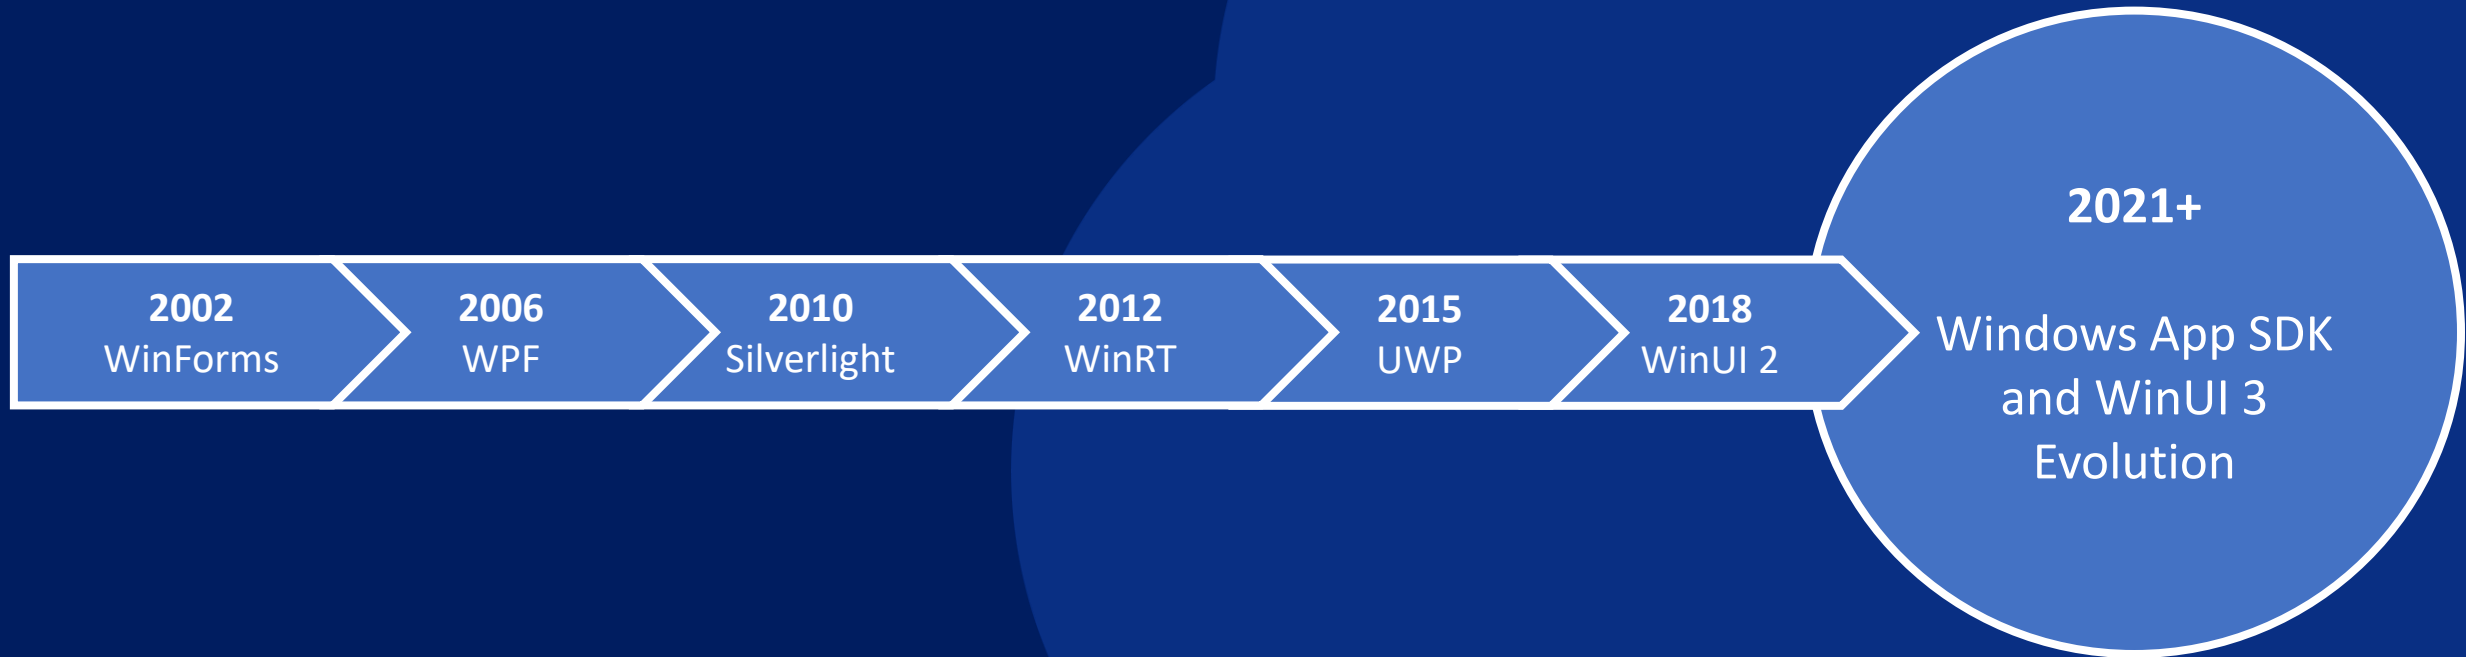 2002
WinForms
2006
WPF
2010
Silverlight
2012
WinRT
2015
UWP
2018
WinUI 2
2021+
Windows App SDK
and WinUI 3
Evolution